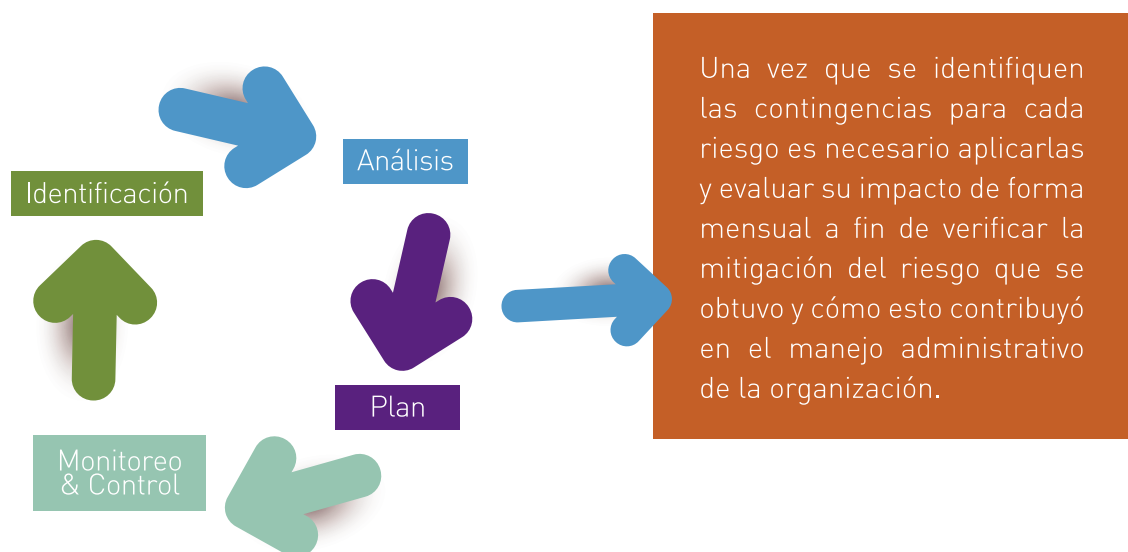 Identificación
Análisis
Plan
Monitoreo
& Control
Una vez que se identifiquen
las contingencias para cada
riesgo es necesario aplicarlas
y evaluar su impacto de forma
mensual a fin de verificar la
mitigación del riesgo que se
obtuvo y cómo esto contribuyó
en el manejo administrativo
de la organización.